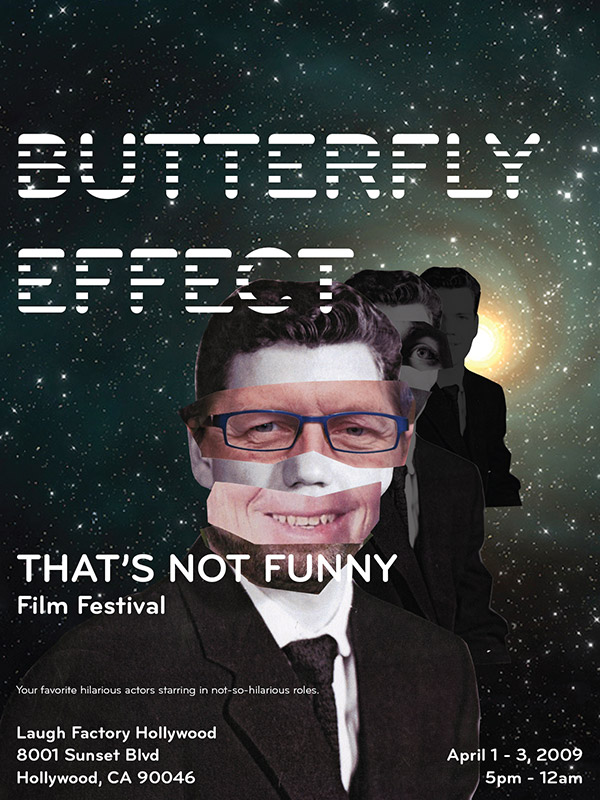 BUTTERFLY
EFFECT
THAT'S NOT FUNNY
Film Festival
Your favorite hilarious actors starring in not-so-hilarious roles.
Laugh Factory Hollywood
8001 Sunset Blvd
Hollywood, CA 90046
April 1 - 3, 2009
5pm - 12am